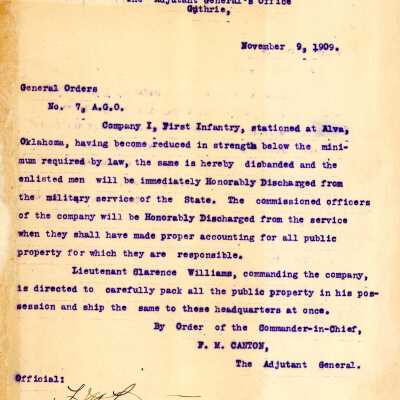 The Adjutant General's Office
Guthrie,
November 9, 1909.
General Orders
No. 7, A.G.O.
Company I, First Infantry, stationed at Alva,
Oklahoma, having become reduced in strength below the mini-
mum required by law, the same is hereby disbanded and the
enlisted men will be immediately Honorably Discharged from
the military service of the State. The commissioned officers
of the company will be Honorably Discharged from the service
when they shall have made proper accounting for all public
property for which they are responsible.
Lieutenant Clarence Williams, commanding the company,
is directed to carefully pack all the public property in his pos-
session and ship the same to these headquarters at once.
By Order of the Commander-in-Chief,
F. M. CANTON,
The Adjutant General.
Official: